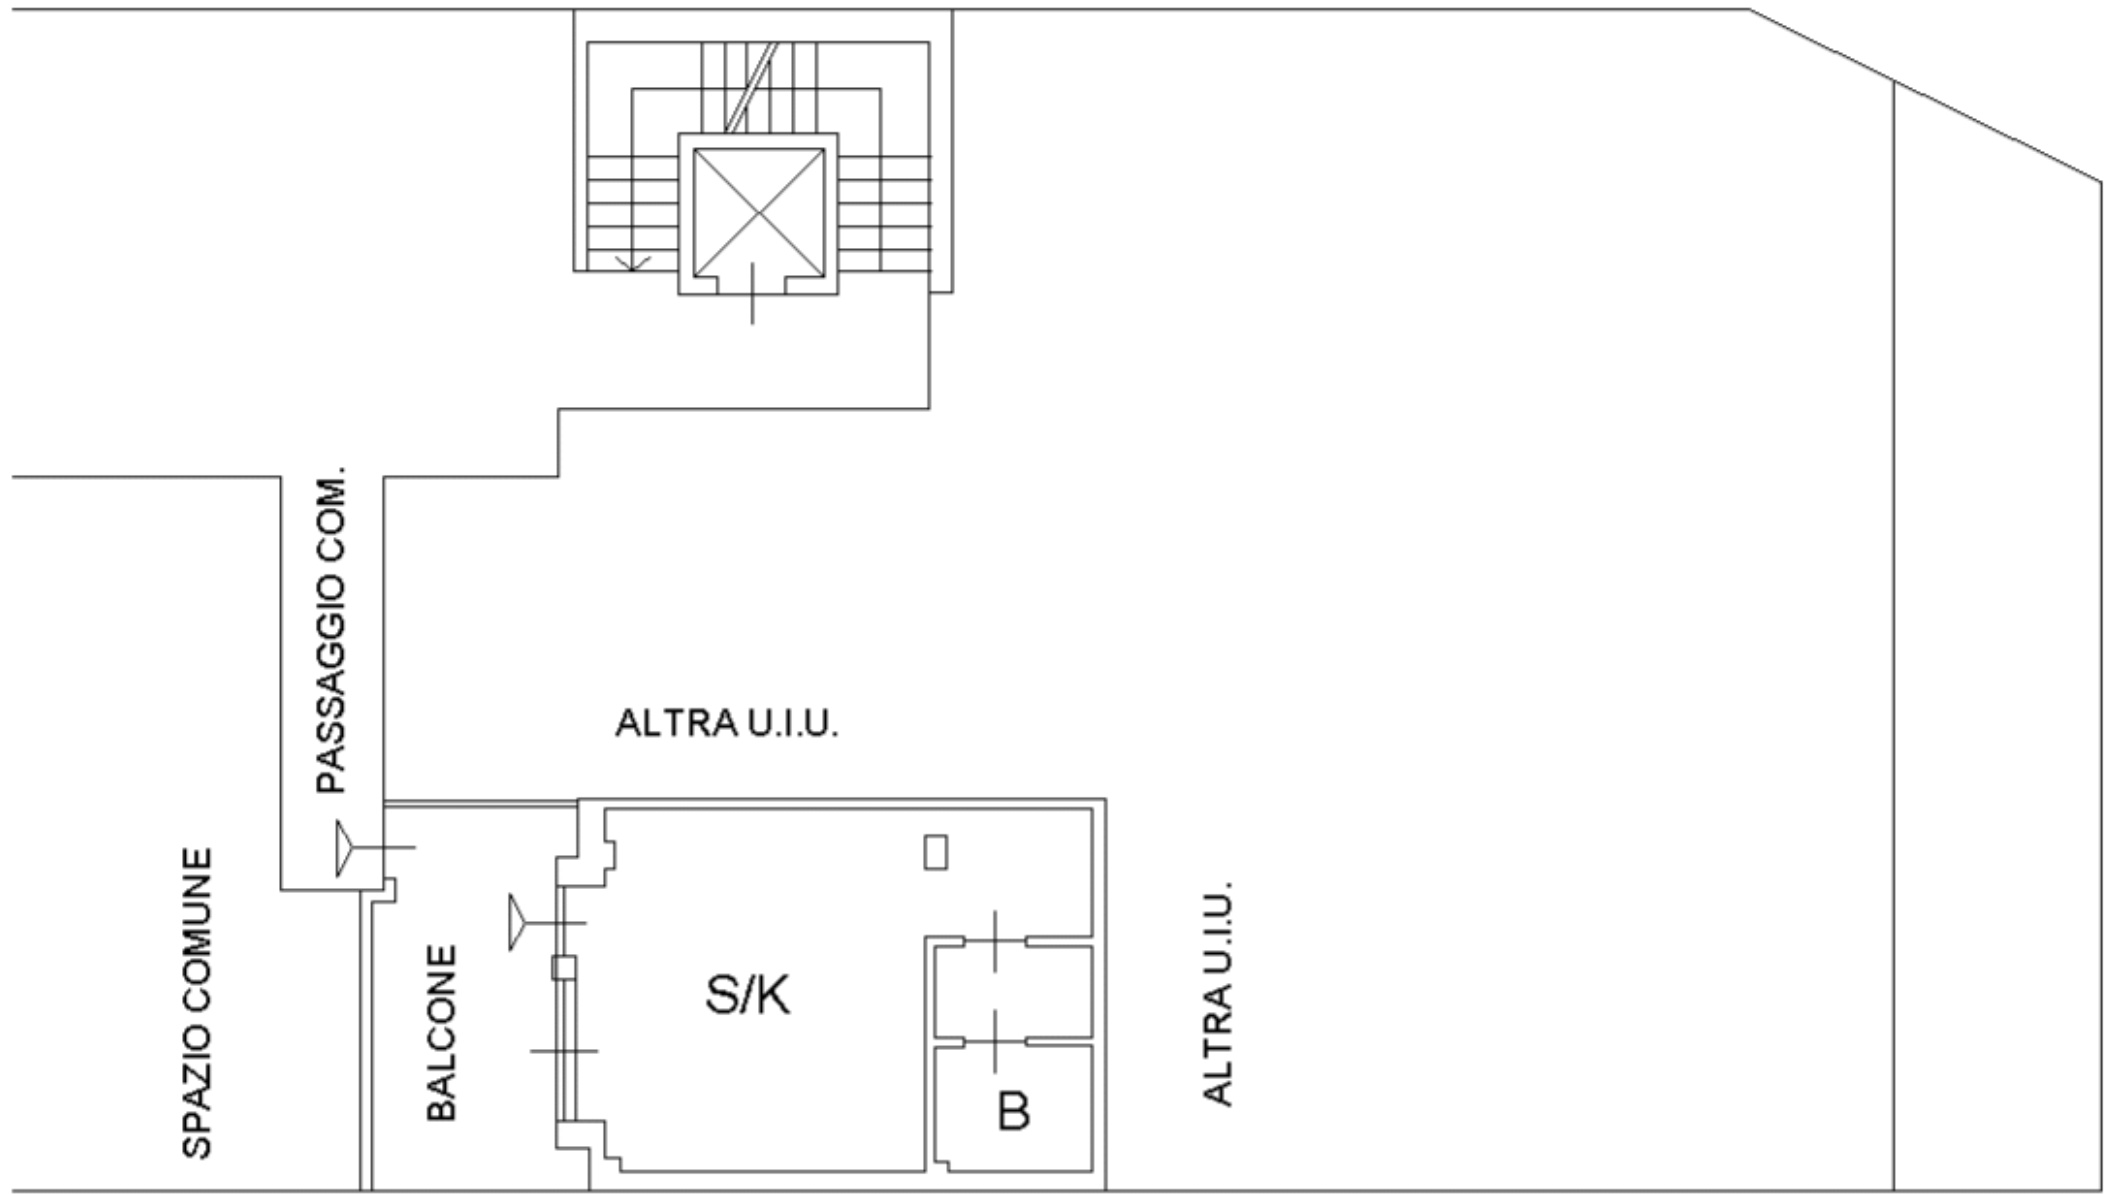 PASSAGGIO COM.
ALTRA U.I.U.
SPAZIO COMUNE
BALCONE
S/K
ALTRA U.I.U.
B